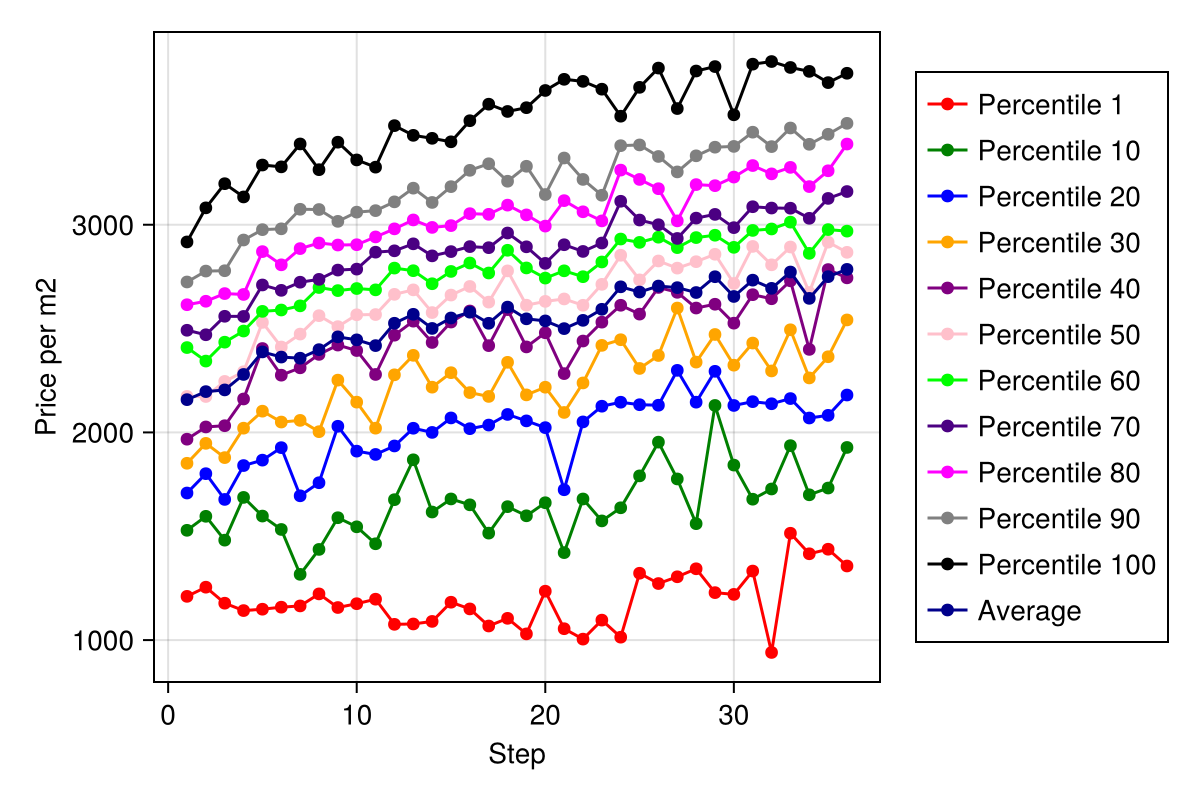 Price per m2
3000
2000
1000
0
10
20
30
Step
Percentile 1
Percentile 10
Percentile 20
Percentile 30
Percentile 40
Percentile 50
Percentile 60
Percentile 70
Percentile 80
Percentile 90
Percentile 100
Average